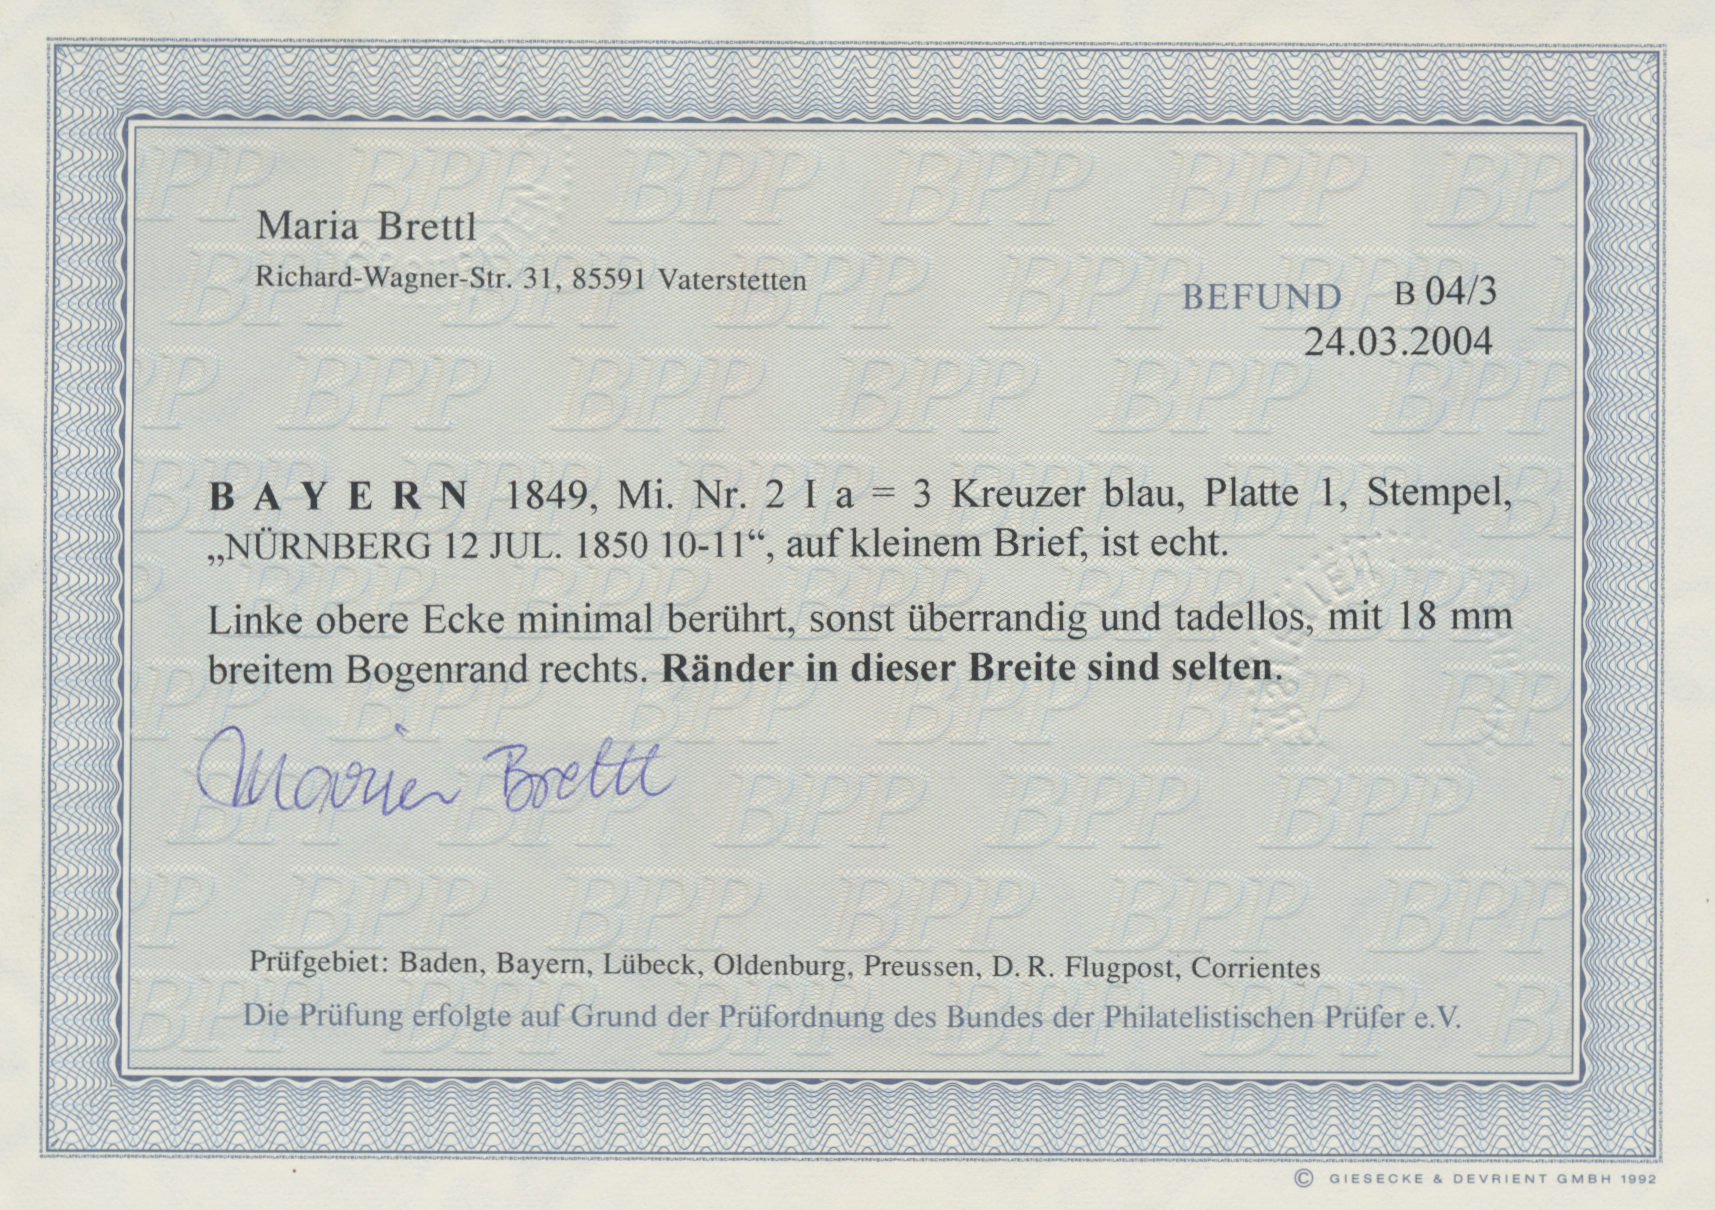 Maria Brettl
Richard-Wagner-Str. 31, 85591 Vaterstetten
BEFUND B 04/3
24.03.2004
BAYERN 1849, Mi. Nr. 2 I a = 3 Kreuzer blau, Platte 1, Stempel,
„NÜRNBERG 12 JUL. 1850 10-11“, auf kleinem Brief, ist echt.
Linke obere Ecke minimal berührt, sonst überrandig und tadellos, mit 18 mm
breitem Bogenrand rechts. Ränder in dieser Breite sind selten.
Maria Brettl
Prüfgebiet: Baden, Bayern, Lübeck, Oldenburg, Preussen, D. R. Flugpost, Corrientes
Die Prüfung erfolgte auf Grund der Prüfordnung des Bundes der Philatelistischen Prüfer e.V.
© GIESECKE & DEVRIENT GMBH 1992